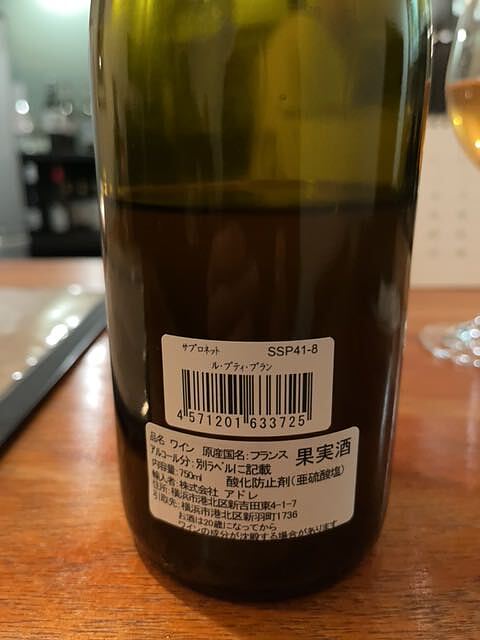 サブロネット SSP41-8
ル・プティ・ブラン
4 571201 633725
品名 ワイン 原産国名:フランス 果実酒
アルコール分:別ラベルに記載
内容量:750ml 酸化防止剤(亜硫酸塩)
輸入者:株式会社 アドレ
住所:横浜市港北区新吉田東4-1-7
引取先:横浜市港北区新羽町1736
お酒は20歳になってから
ワインの成分が沈殿する場合があります